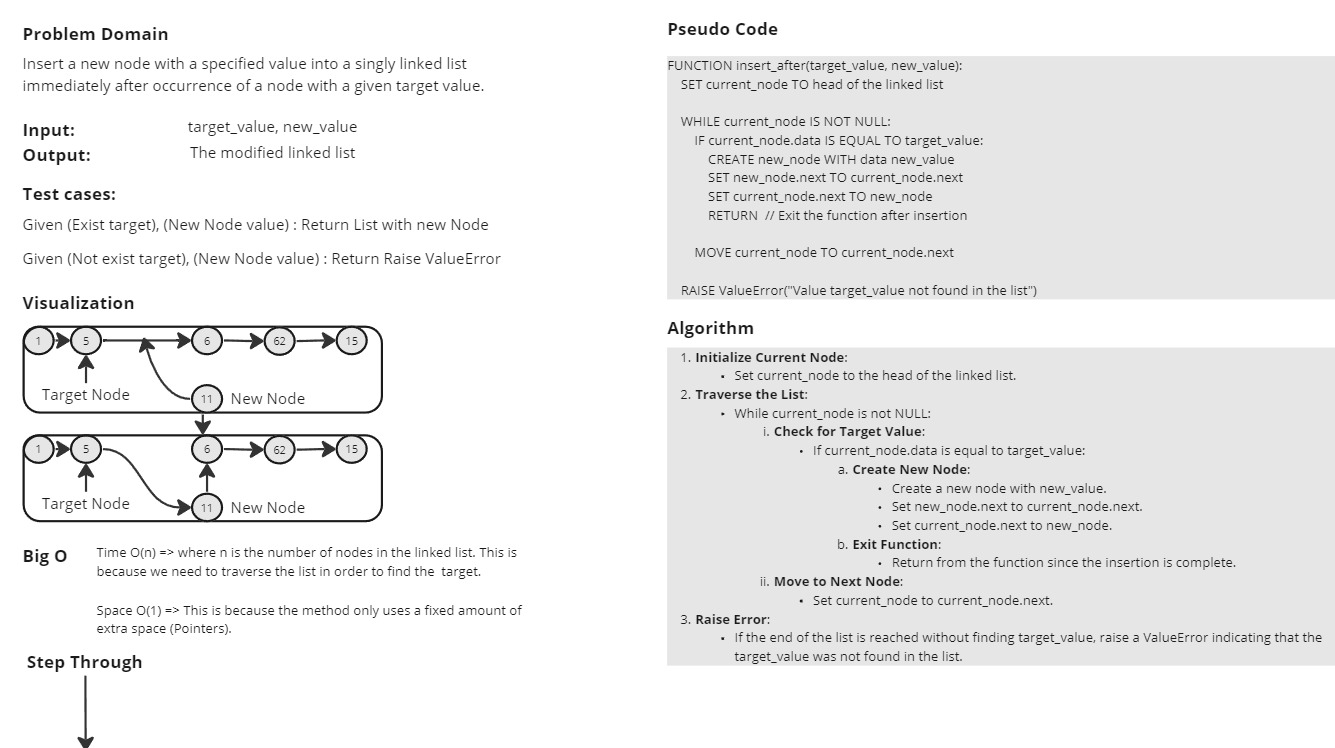 Problem Domain
Insert a new node with a specified value into a singly linked list
immediately after occurrence of a node with a given target value.
Input: target_value, new_value
Output: The modified linked list
Test cases:
Given (Exist target), (New Node value) : Return List with new Node
Given (Not exist target), (New Node value) : Return Raise ValueError
Visualization
1 5 6 62 15
Target Node 11 New Node
1 5 6 62 15
Target Node 11 New Node
Big O
Time O(n) => where n is the number of nodes in the linked list. This is
because we need to traverse the list in order to find the target.
Space O(1) => This is because the method only uses a fixed amount of
extra space (Pointers).
Step Through
Pseudo Code
FUNCTION insert_after(target_value, new_value):
SET current_node TO head of the linked list
WHILE current_node IS NOT NULL:
IF current_node.data IS EQUAL TO target_value:
CREATE new_node WITH data new_value
SET new_node.next TO current_node.next
SET current_node.next TO new_node
RETURN // Exit the function after insertion
MOVE current_node TO current_node.next
RAISE ValueError("Value target_value not found in the list")
Algorithm
1. Initialize Current Node:
• Set current_node to the head of the linked list.
2. Traverse the List:
• While current_node is not NULL:
i. Check for Target Value:
• If current_node.data is equal to target_value:
a. Create New Node:
• Create a new node with new_value.
• Set new_node.next to current_node.next.
• Set current_node.next to new_node.
b. Exit Function:
• Return from the function since the insertion is complete.
ii. Move to Next Node:
• Set current_node to current_node.next.
3. Raise Error:
• If the end of the list is reached without finding target_value, raise a ValueError indicating that the
target_value was not found in the list.